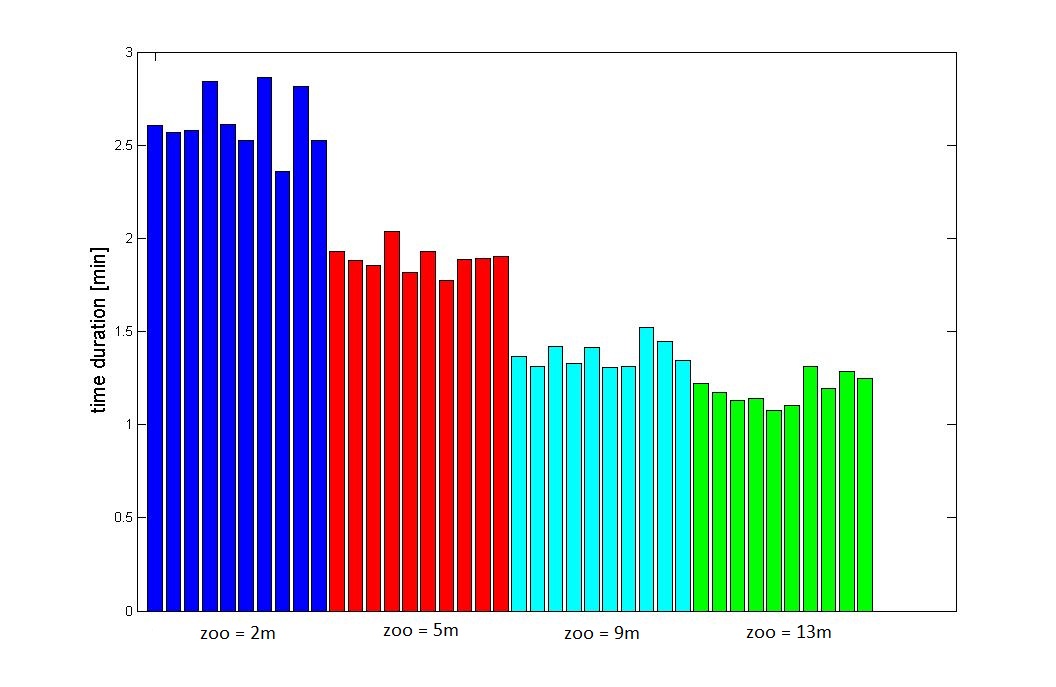 3
2.5
2
1.5
1
0.5
0
time duration [min]
zoo = 2m
zoo = 5m
zoo = 9m
zoo = 13m